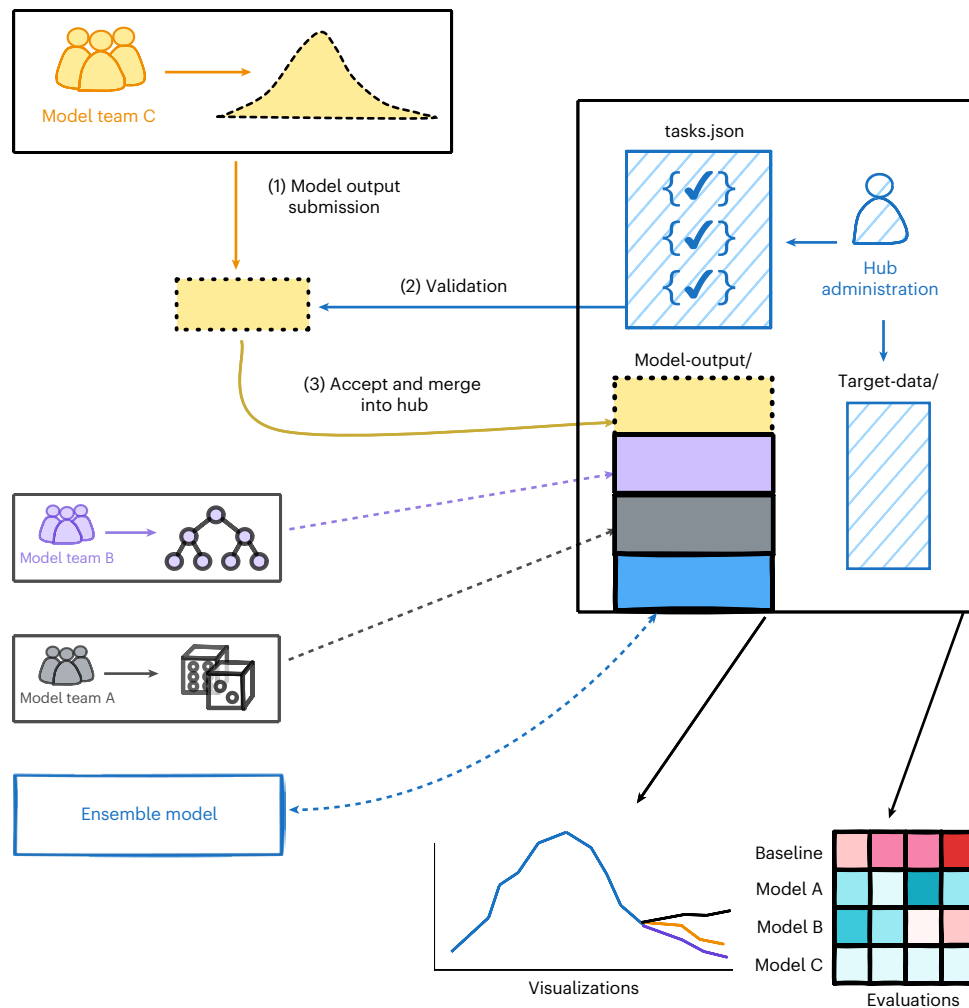 Model team C
(1) Model output
submission
tasks.json
{✔}
{✔}
{✔}
Hub
administration
(2) Validation
Model-output/
(3) Accept and merge
into hub
Target-data/
Model team B
Model team A
Ensemble model
Baseline
Model A
Model B
Model C
Visualizations
Evaluations